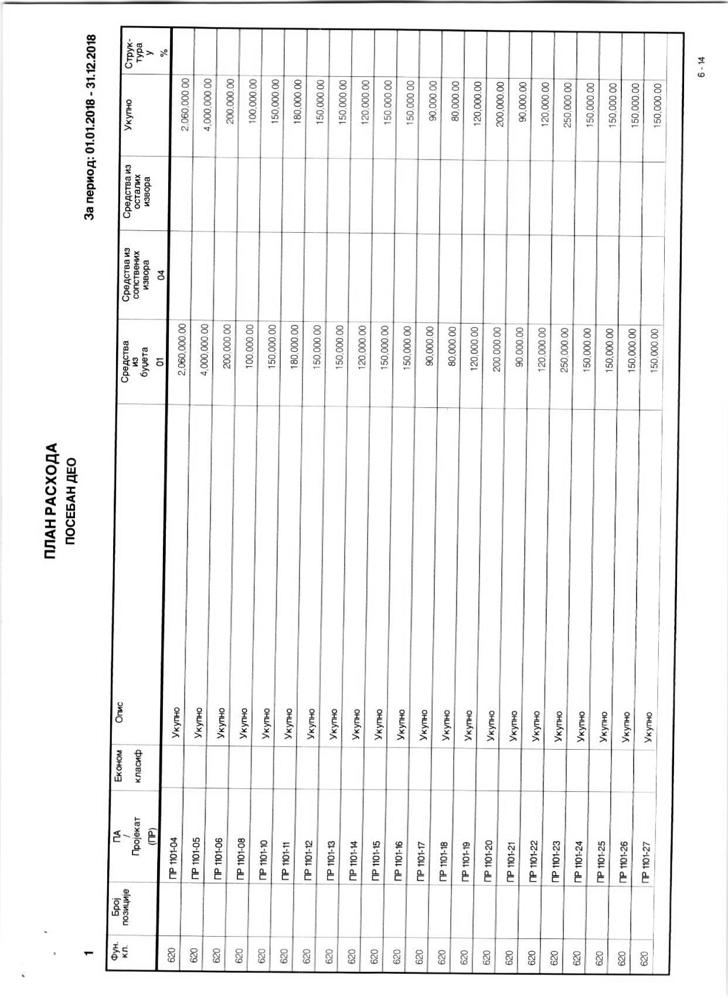 ПЛАН РАСХОДА
ПОСЕБАН ДЕО
1 За период: 01.01.2018 - 31.12.2018
Фун. кл. Број позиције ПА / Пројекат (ПР) Економ класиф Опис Средства из буџета 01 Средства из сопствених извора 04 Средства из осталих извора Укупно Струк- тура у %
620 ПР 1101-04 Укупно 2,060,000.00 2,060,000.00
620 ПР 1101-05 Укупно 4,000,000.00 4,000,000.00
620 ПР 1101-06 Укупно 200,000.00 200,000.00
620 ПР 1101-08 Укупно 100,000.00 100,000.00
620 ПР 1101-10 Укупно 150,000.00 150,000.00
620 ПР 1101-11 Укупно 180,000.00 180,000.00
620 ПР 1101-12 Укупно 150,000.00 150,000.00
620 ПР 1101-13 Укупно 150,000.00 150,000.00
620 ПР 1101-14 Укупно 120,000.00 120,000.00
620 ПР 1101-15 Укупно 150,000.00 150,000.00
620 ПР 1101-16 Укупно 150,000.00 150,000.00
620 ПР 1101-17 Укупно 90,000.00 90,000.00
620 ПР 1101-18 Укупно 80,000.00 80,000.00
620 ПР 1101-19 Укупно 120,000.00 120,000.00
620 ПР 1101-20 Укупно 200,000.00 200,000.00
620 ПР 1101-21 Укупно 90,000.00 90,000.00
620 ПР 1101-22 Укупно 120,000.00 120,000.00
620 ПР 1101-23 Укупно 250,000.00 250,000.00
620 ПР 1101-24 Укупно 150,000.00 150,000.00
620 ПР 1101-25 Укупно 150,000.00 150,000.00
620 ПР 1101-26 Укупно 150,000.00 150,000.00
620 ПР 1101-27 Укупно 150,000.00 150,000.00
6 - 14